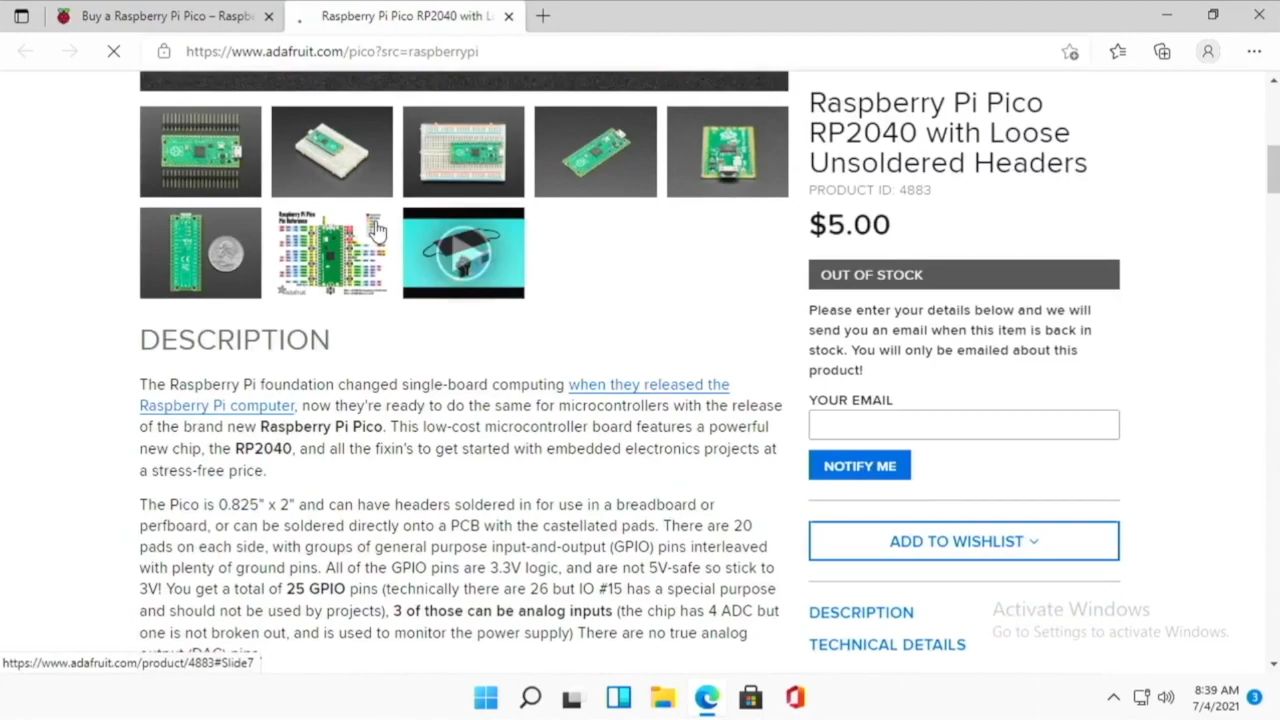 Buy a Raspberry Pi Pico – Raspb
Raspberry Pi Pico RP2040 with L
https://www.adafruit.com/pico?src=raspberrypi
Raspberry Pi Pico
RP2040 with Loose
Unsoldered Headers
PRODUCT ID: 4883
$5.00
OUT OF STOCK
Please enter your details below and we will
send you an email when this item is back in
stock. You will only be emailed about this
product!
YOUR EMAIL
NOTIFY ME
ADD TO WISHLIST
DESCRIPTION
TECHNICAL DETAILS
Raspberry Pi Pico
Pin Reference
adafruit
DESCRIPTION
The Raspberry Pi foundation changed single-board computing when they released the
Raspberry Pi computer, now they're ready to do the same for microcontrollers with the release
of the brand new Raspberry Pi Pico. This low-cost microcontroller board features a powerful
new chip, the RP2040, and all the fixin's to get started with embedded electronics projects at
a stress-free price.
The Pico is 0.825" x 2" and can have headers soldered in for use in a breadboard or
perfboard, or can be soldered directly onto a PCB with the castellated pads. There are 20
pads on each side, with groups of general purpose input-and-output (GPIO) pins interleaved
with plenty of ground pins. All of the GPIO pins are 3.3V logic, and are not 5V-safe so stick to
3V! You get a total of 25 GPIO pins (technically there are 26 but IO #15 has a special purpose
and should not be used by projects), 3 of those can be analog inputs (the chip has 4 ADC but
one is not broken out, and is used to monitor the power supply) There are no true analog
output (DAC) pins
Activate Windows
Go to Settings to activate Windows.
https://www.adafruit.com/product/4883#Slide7
8:39 AM
7/4/2021
3